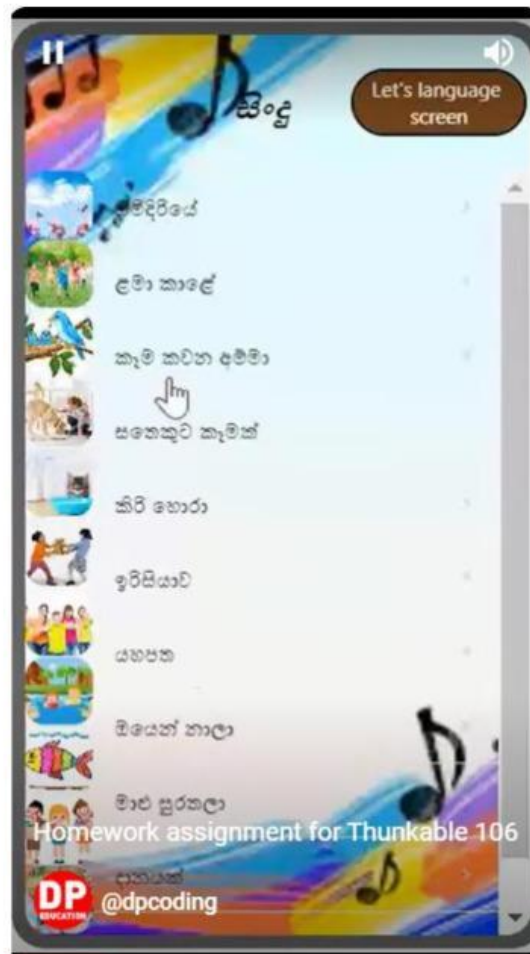 සිංදු
Let's language
screen
ළමා කාළේ
කෑම කවන අම්මා
සතෙකුට කෑමක්
කිරි හොරා
ඉරිසියාව
යහපත
ඔයෙන් නාලා
මාළු සුරතලා
Homework assignment for Thunkable 106
දානයක්
DP
EDUCATION
@dpcoding